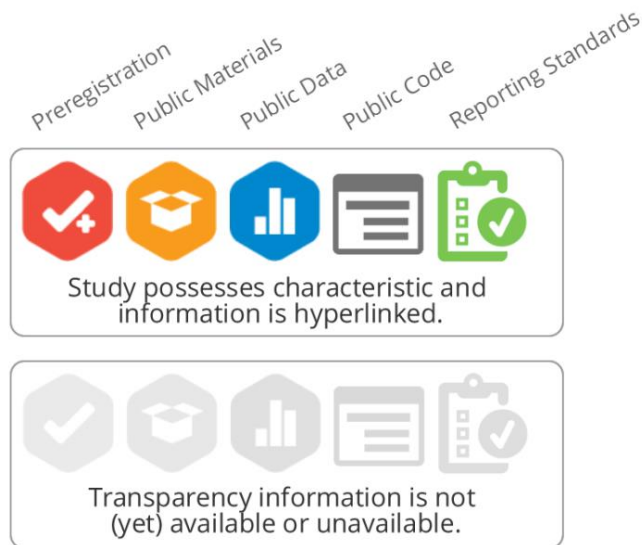 Preregistration
Public Materials
Public Data
Public Code
Reporting Standards
Study possesses characteristic and
information is hyperlinked.
Transparency information is not
(yet) available or unavailable.